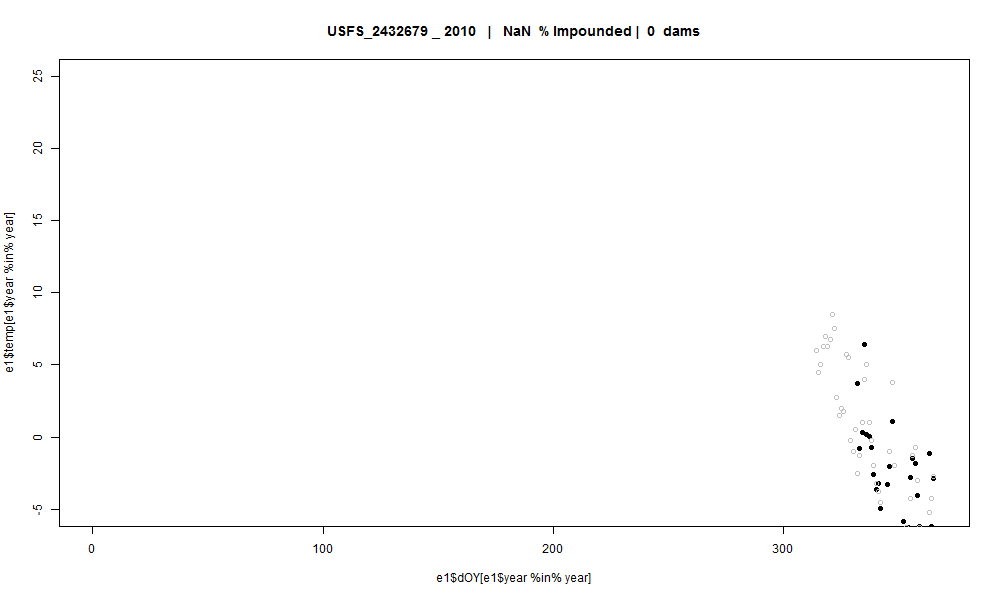 USFS_2432679 _ 2010 | NaN % Impounded | 0 dams
25
20
15
10
5
0
-5
e1$temp[e1$year %in% year]
0 100 200 300
e1$dOY[e1$year %in% year]